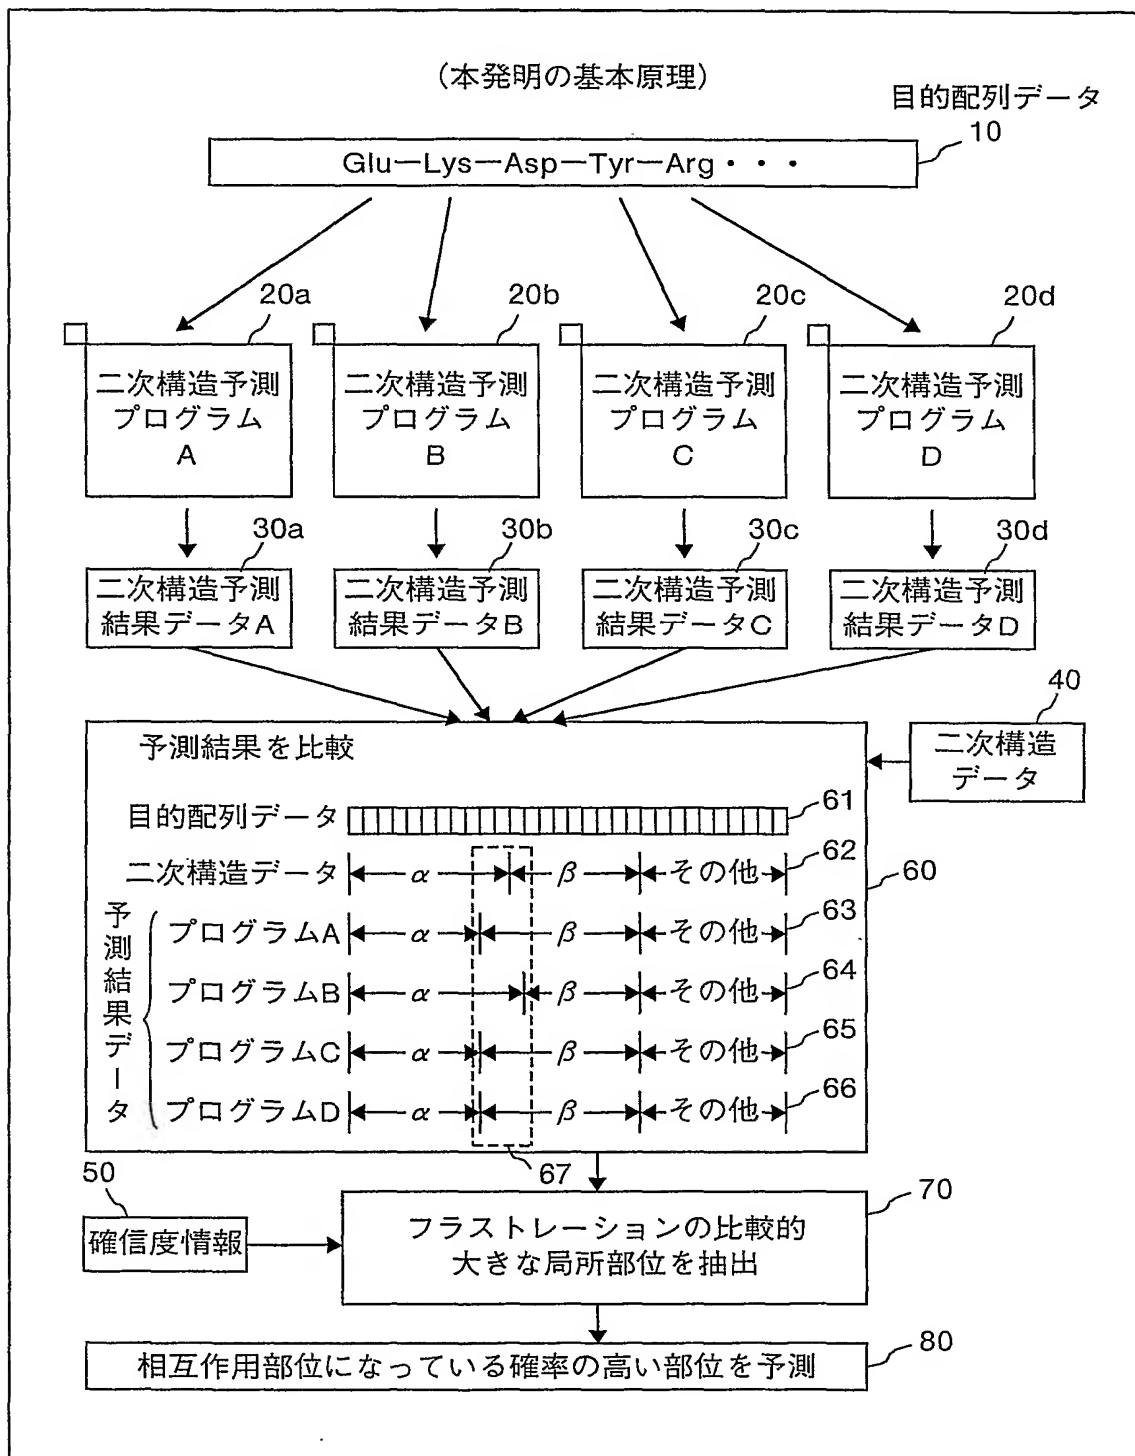 (本発明の基本原理)
目的配列データ
10
Glu—Lys—Asp—Tyr—Arg・・・
20a
20b
20c
20d
二次構造予測
プログラム
A
二次構造予測
プログラム
B
二次構造予測
プログラム
C
二次構造予測
プログラム
D
30a
30b
30c
30d
二次構造予測
結果データA
二次構造予測
結果データB
二次構造予測
結果データC
二次構造予測
結果データD
40
二次構造
データ
予測結果を比較
目的配列データ
61
二次構造データ α β その他 62
60
予測結果データ
プログラムA α β その他 63
プログラムB α β その他 64
プログラムC α β その他 65
プログラムD α β その他 66
67
50
確信度情報
70
フラストレーションの比較的
大きな局所部位を抽出
80
相互作用部位になっている確率の高い部位を予測